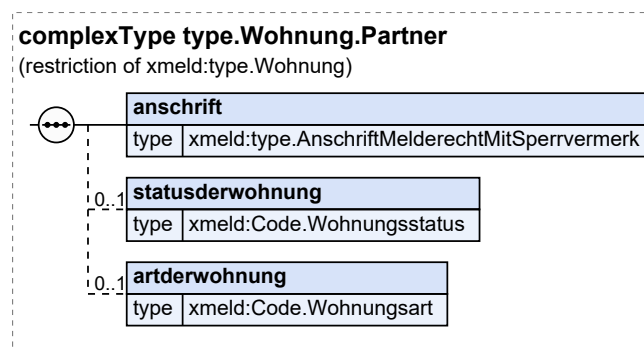 complexType type.Wohnung.Partner
(restriction of xmeld:type.Wohnung)
anschrift
type xmeld:type.AnschriftMelderechtMitSperrvermerk
0..1 statusderwohnung
type xmeld:Code.Wohnungsstatus
0..1 artderwohnung
type xmeld:Code.Wohnungsart